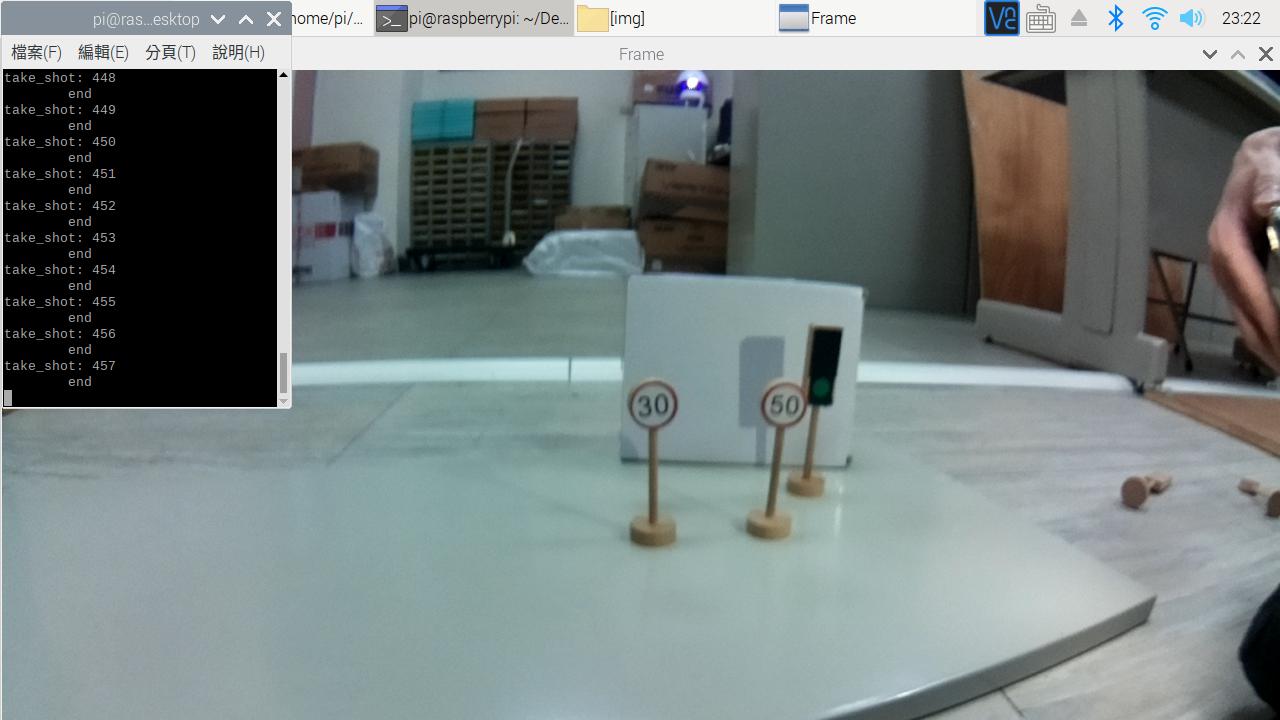 pi@ras...esktop
home/pi/...
pi@raspberrypi: ~/De...
[img]
Frame
23:22
檔案(F) 編輯(E) 分頁(T) 說明(H)
Frame
take_shot: 448
end
take_shot: 449
end
take_shot: 450
end
take_shot: 451
end
take_shot: 452
end
take_shot: 453
end
take_shot: 454
end
take_shot: 455
end
take_shot: 456
end
take_shot: 457
end
30
50